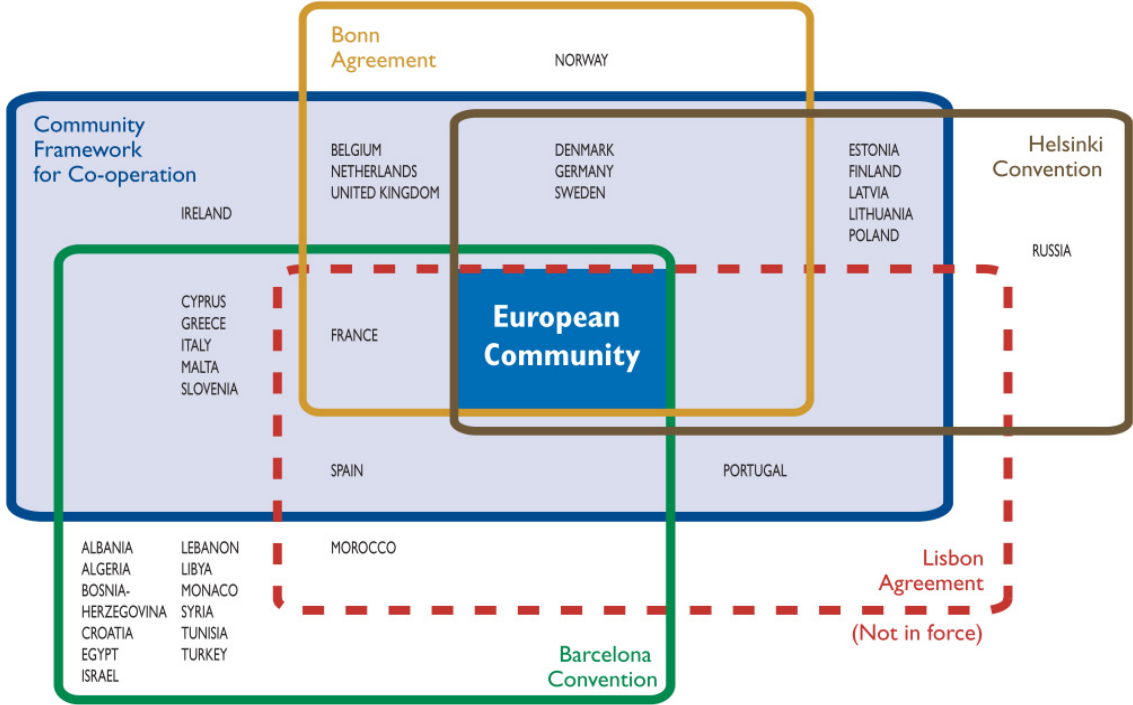 Bonn
Agreement
NORWAY
Community
Framework
for Co-operation
BELGIUM
NETHERLANDS
UNITED KINGDOM
DENMARK
GERMANY
SWEDEN
ESTONIA
FINLAND
LATVIA
LITHUANIA
POLAND
Helsinki
Convention
IRELAND
RUSSIA
CYPRUS
GREECE
ITALY
MALTA
SLOVENIA
FRANCE
European
Community
SPAIN
PORTUGAL
ALBANIA
ALGERIA
BOSNIA-
HERZEGOVINA
CROATIA
EGYPT
ISRAEL
LEBANON
LIBYA
MONACO
SYRIA
TUNISIA
TURKEY
MOROCCO
Lisbon
Agreement
(Not in force)
Barcelona
Convention